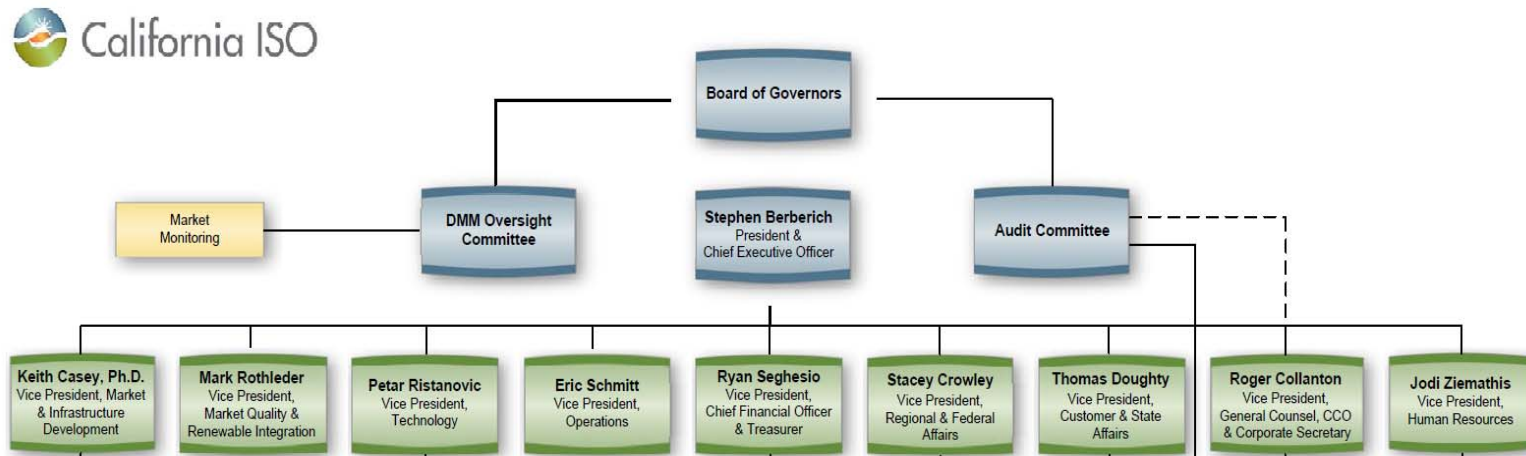 California ISO
Board of Governors
Market
Monitoring
DMM Oversight
Committee
Stephen Berberich
President &
Chief Executive Officer
Audit Committee
Keith Casey, Ph.D.
Vice President, Market
& Infrastructure
Development
Mark Rothleder
Vice President,
Market Quality &
Renewable Integration
Petar Ristanovic
Vice President,
Technology
Eric Schmitt
Vice President,
Operations
Ryan Seghesio
Vice President,
Chief Financial Officer
& Treasurer
Stacey Crowley
Vice President,
Regional & Federal
Affairs
Thomas Doughty
Vice President,
Customer & State
Affairs
Roger Collanton
Vice President,
General Counsel, CCO
& Corporate Secretary
Jodi Ziemathis
Vice President,
Human Resources